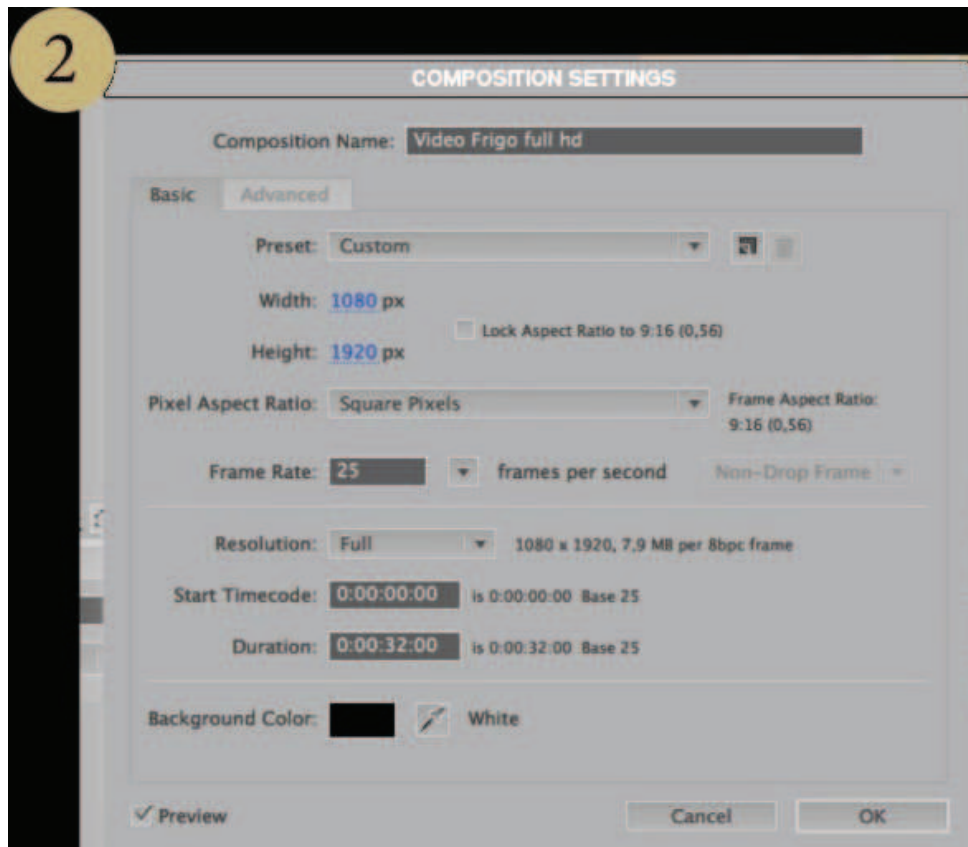 2
COMPOSITION SETTINGS
Composition Name: Video Frigo full hd
Basic Advanced
Preset: Custom
Width: 1080 px
Lock Aspect Ratio to 9:16 (0,56)
Height: 1920 px
Pixel Aspect Ratio: Square Pixels
Frame Aspect Ratio:
9:16 (0,56)
Frame Rate: 25 frames per second Non-Drop Frame
Resolution: Full 1080 x 1920, 7,9 MB per 8bpc frame
Start Timecode: 0:00:00:00 is 0:00:00:00 Base 25
Duration: 0:00:32:00 is 0:00:32:00 Base 25
Background Color: White
Preview Cancel OK